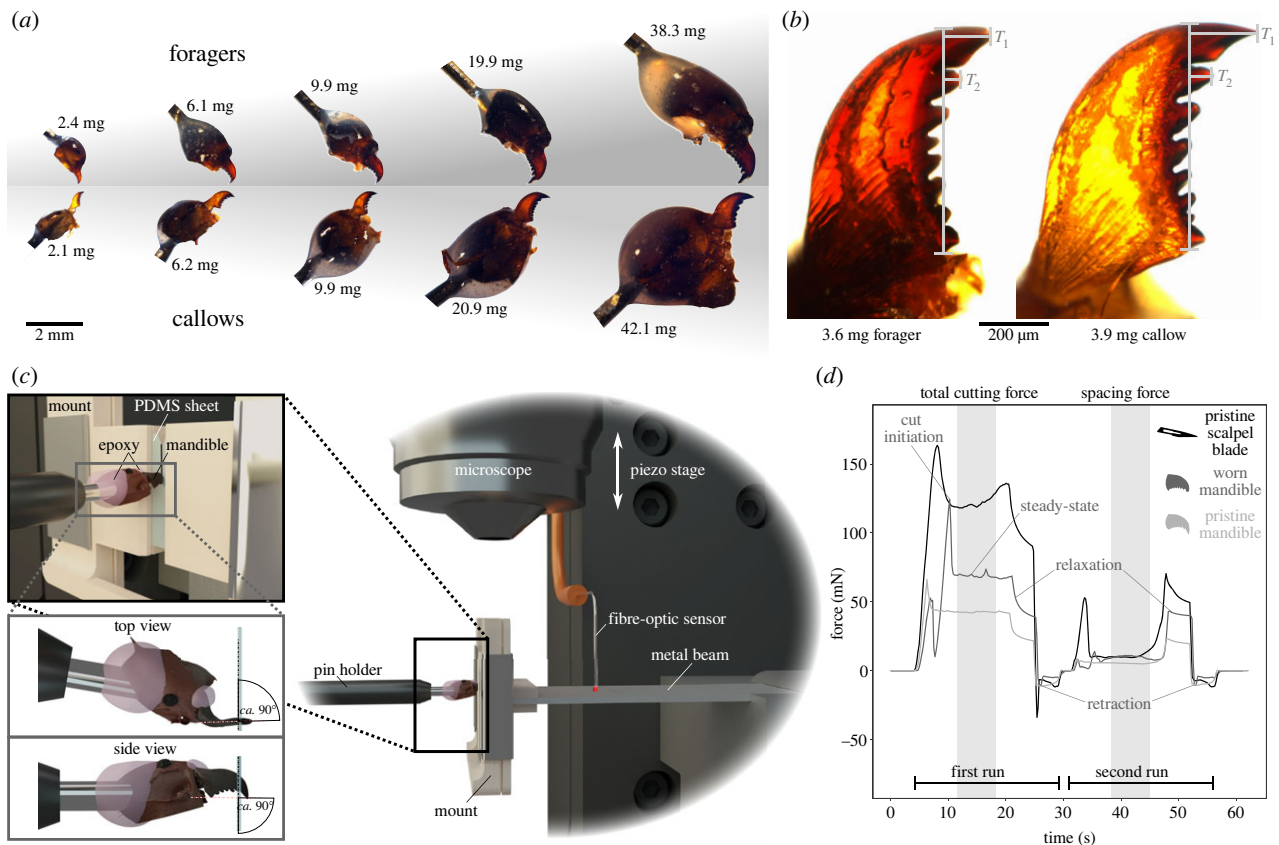 (a)
foragers
2.4 mg
6.1 mg
9.9 mg
19.9 mg
38.3 mg
2.1 mg
6.2 mg
9.9 mg
20.9 mg
42.1 mg
callows
2 mm
(b)
T1
T2
T1
T2
3.6 mg forager
200 µm
3.9 mg callow
(c)
mount
PDMS sheet
epoxy
mandible
top view
ca. 90°
side view
ca. 90°
microscope
piezo stage
fibre-optic sensor
metal beam
pin holder
mount
(d)
total cutting force
spacing force
cut
initiation
steady-state
relaxation
retraction
pristine
scalpel
blade
worn
mandible
pristine
mandible
force (mN)
150
100
50
0
−50
first run
second run
0
10
20
30
40
50
60
time (s)